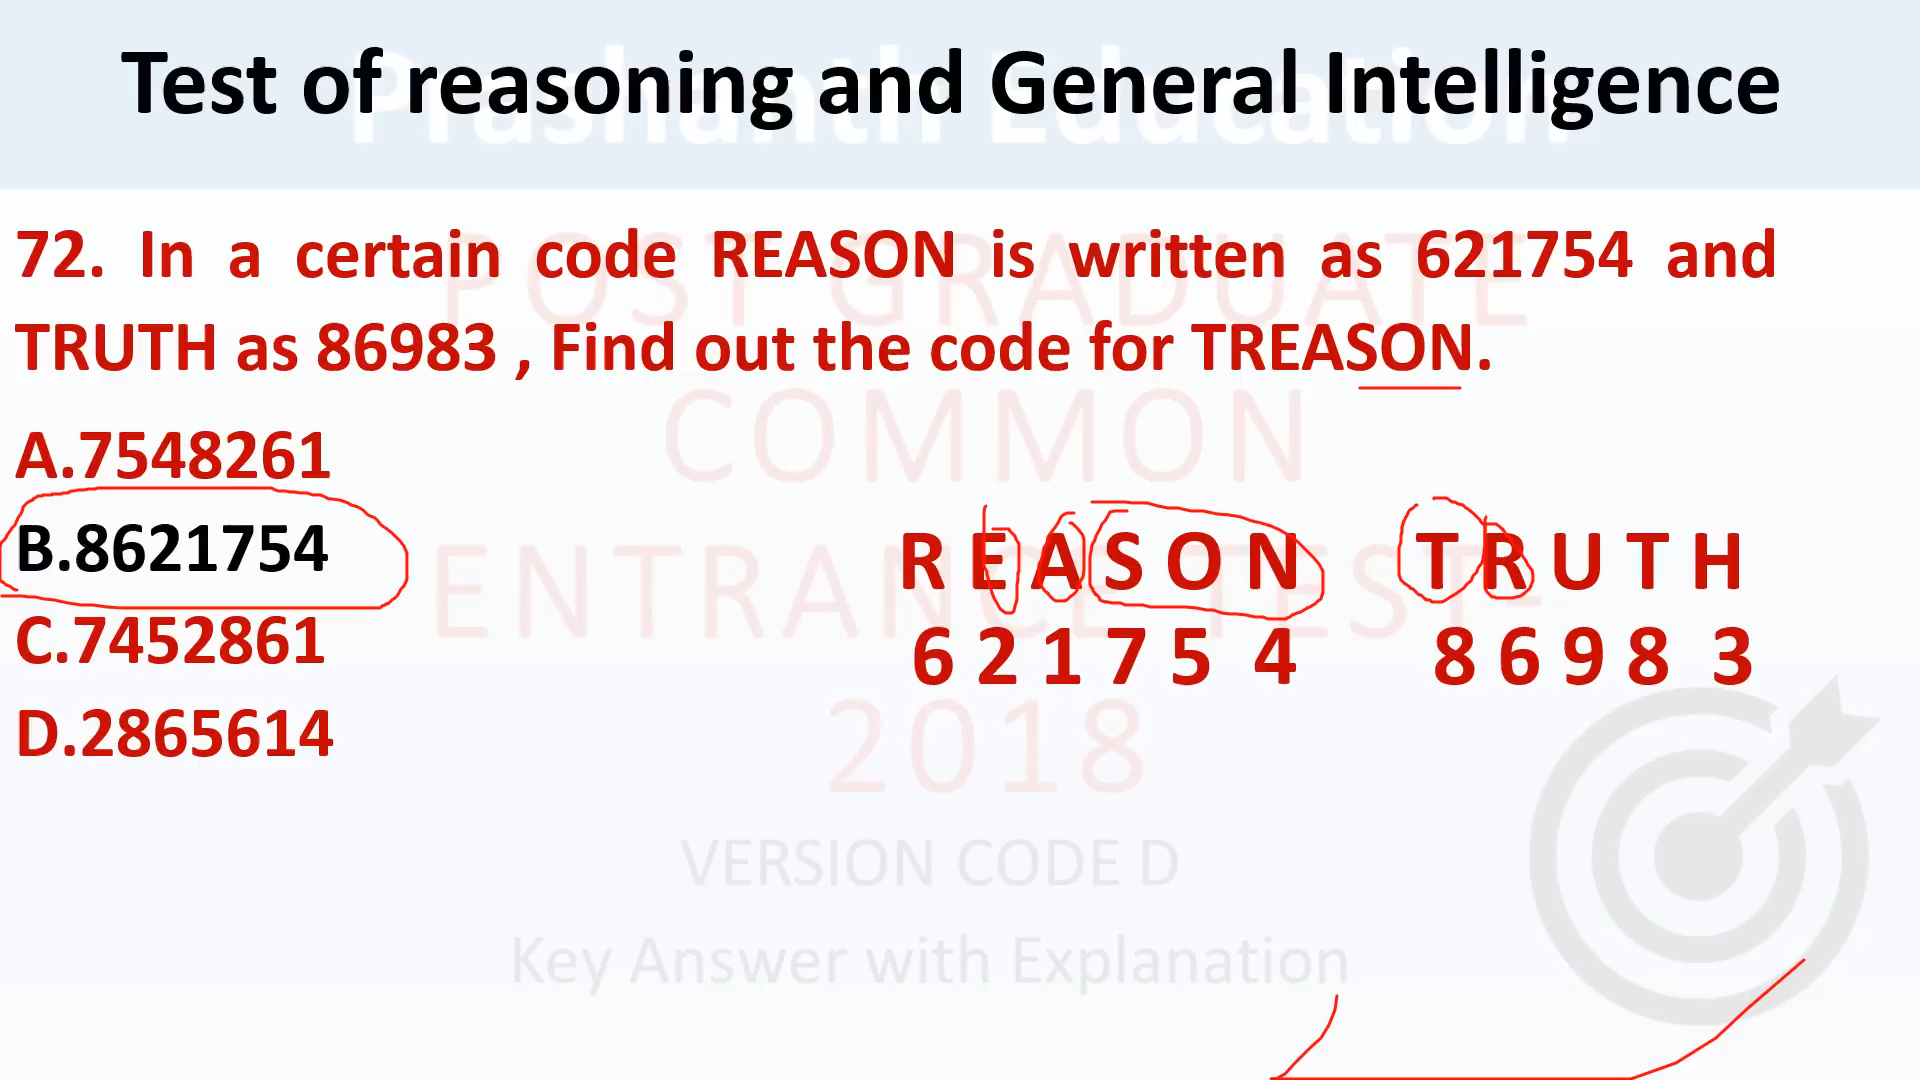 Test of reasoning and General Intelligence
Prashanth Education
72. In a certain code REASON is written as 621754 and
TRUTH as 86983 , Find out the code for TREASON.
A.7548261
B.8621754
C.7452861
D.2865614
R E A S O N T R U T H
6 2 1 7 5 4 8 6 9 8 3
POST GRADUATE
COMMON
ENTRANCE TEST-
2018
VERSION CODE D
Key Answer with Explanation